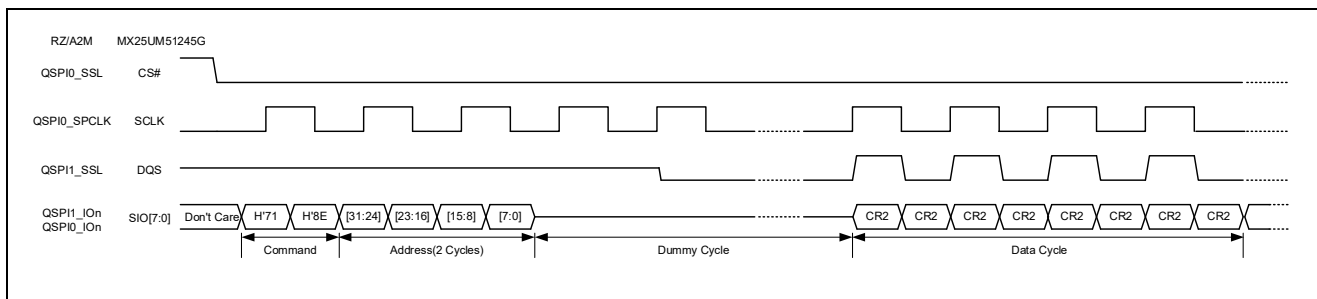 RZ/A2M MX25UM51245G
QSPI0_SSL CS#
QSPI0_SPCLK SCLK
QSPI1_SSL DQS
QSPI1_IOn
QSPI0_IOn
SIO[7:0] Don't Care H'71 H'8E [31:24] [23:16] [15:8] [7:0] CR2 CR2 CR2 CR2 CR2 CR2 CR2 CR2
Command Address(2 Cycles) Dummy Cycle Data Cycle